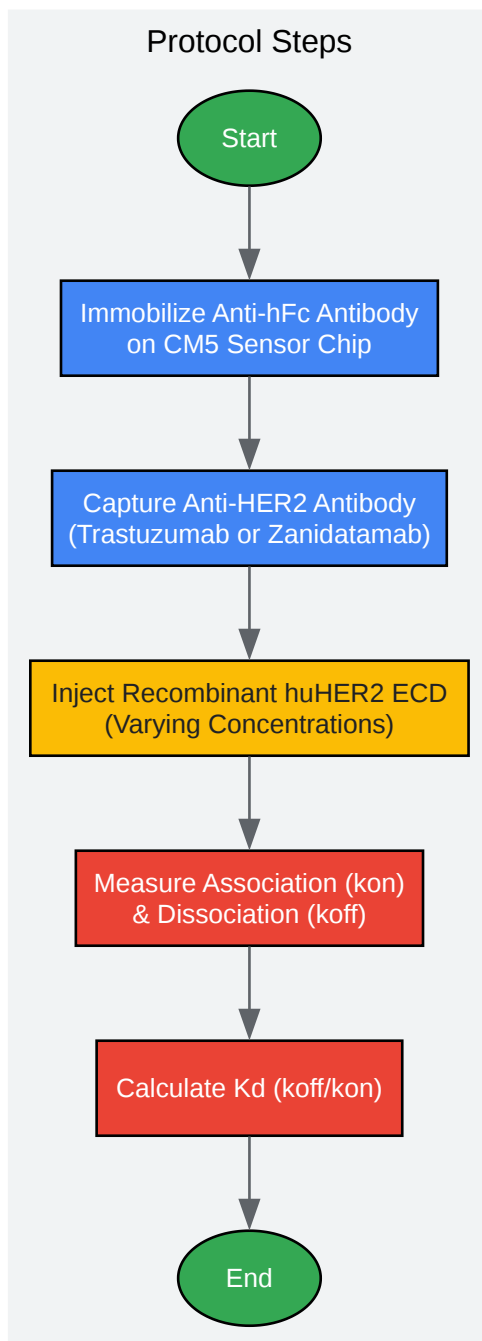 Protocol Steps
Start
Immobilize Anti-hFc Antibody
on CM5 Sensor Chip
Capture Anti-HER2 Antibody
(Trastuzumab or Zanidatamab)
Inject Recombinant huHER2 ECD
(Varying Concentrations)
Measure Association (kon)
& Dissociation (koff)
Calculate Kd (koff/kon)
End